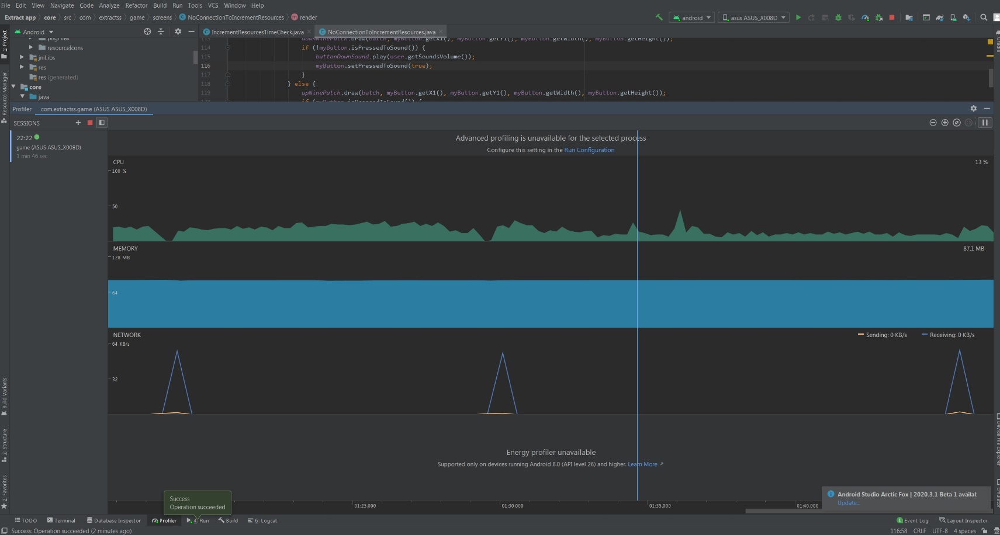 File Edit View Navigate Code Analyze Refactor Build Run Tools VCS Window Help
Extract app core src com extractss game screens NoConnectionToIncrementResources render
android asus ASUS_X008D
Android
IncrementResourcesTimeCheck.java NoConnectionToIncrementResources.java
resourceIcons
jniLibs
res
res (generated)
core
java
downNinePatch.draw(batch, myButton.getX1(), myButton.getY1(), myButton.getWidth(), myButton.getHeight());
114 if (!myButton.isPressedToSound()) {
115 buttonDownSound.play(user.getSoundsVolume());
116 myButton.setPressedToSound(true);
117 }
118 } else {
119 upNinePatch.draw(batch, myButton.getX1(), myButton.getY1(), myButton.getWidth(), myButton.getHeight());
1: Project
Resource Manager
Build Variants
7: Structure
2: Favorites
Gradle
Device File Explorer
Emulator
Profiler com.extractss.game (ASUS ASUS_X008D)
SESSIONS
22:22
game (ASUS ASUS_X008D)
1 min 46 sec
Advanced profiling is unavailable for the selected process
Configure this setting in the Run Configuration
CPU 13 %
100 %
50
MEMORY 87,1 MB
128 MB
64
NETWORK Sending: 0 KB/s Receiving: 0 KB/s
64 KB/s
32
Energy profiler unavailable
Supported only on devices running Android 8.0 (API level 26) and higher. Learn More
01:25.000 01:30.000 01:35.000 01:40.000
Success
Operation succeeded
Android Studio Arctic Fox | 2020.3.1 Beta 1 availat
Update...
TODO Terminal Database Inspector Profiler 4: Run Build 6: Logcat 1 Event Log Layout Inspector
Success: Operation succeeded (2 minutes ago) 116:58 CRLF UTF-8 4 spaces